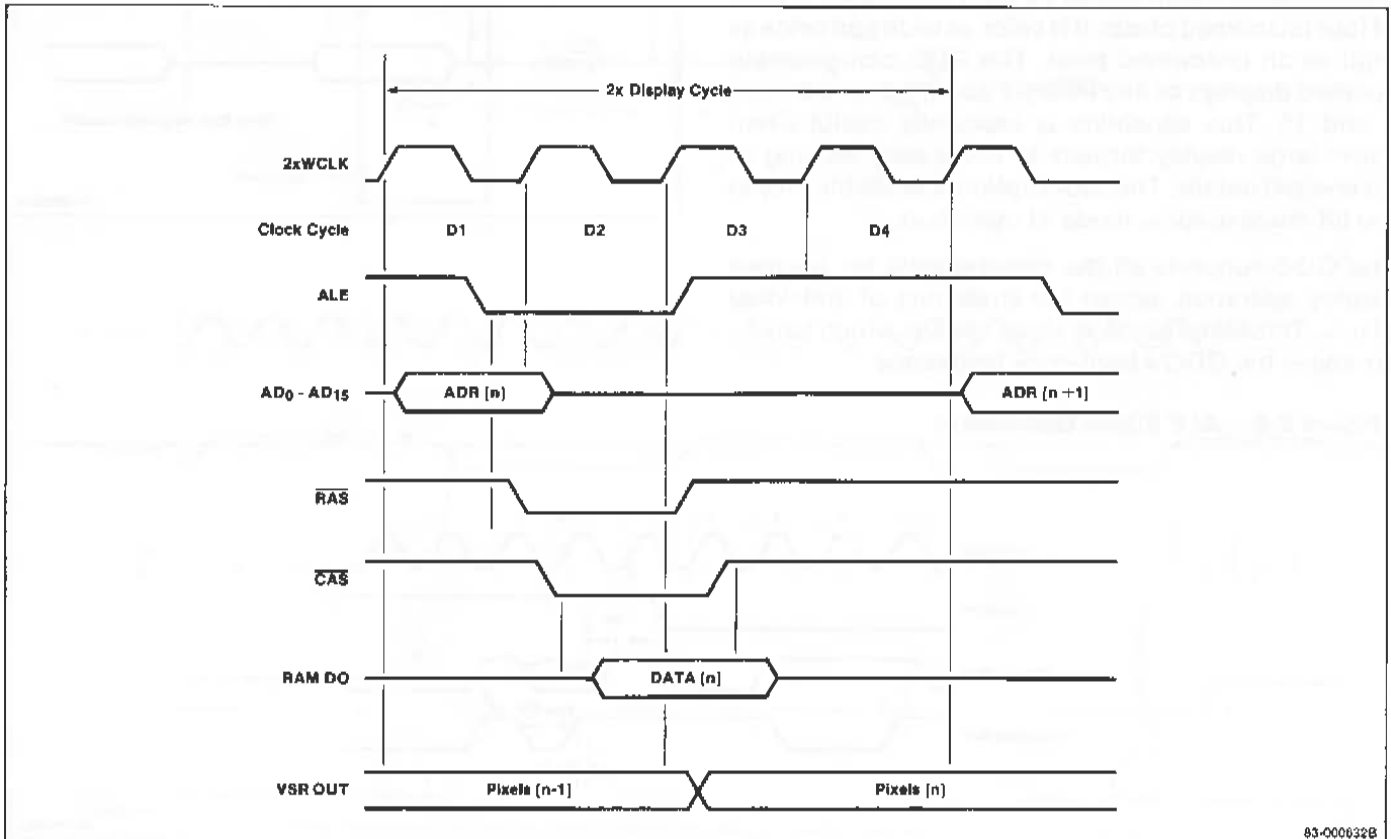 2x Display Cycle
2xWCLK
Clock Cycle D1 D2 D3 D4
ALE
AD0 - AD15 ADR [n] ADR [n +1]
RAS
CAS
RAM DO DATA [n]
VSR OUT Pixels [n-1] Pixels [n]
83-000632B